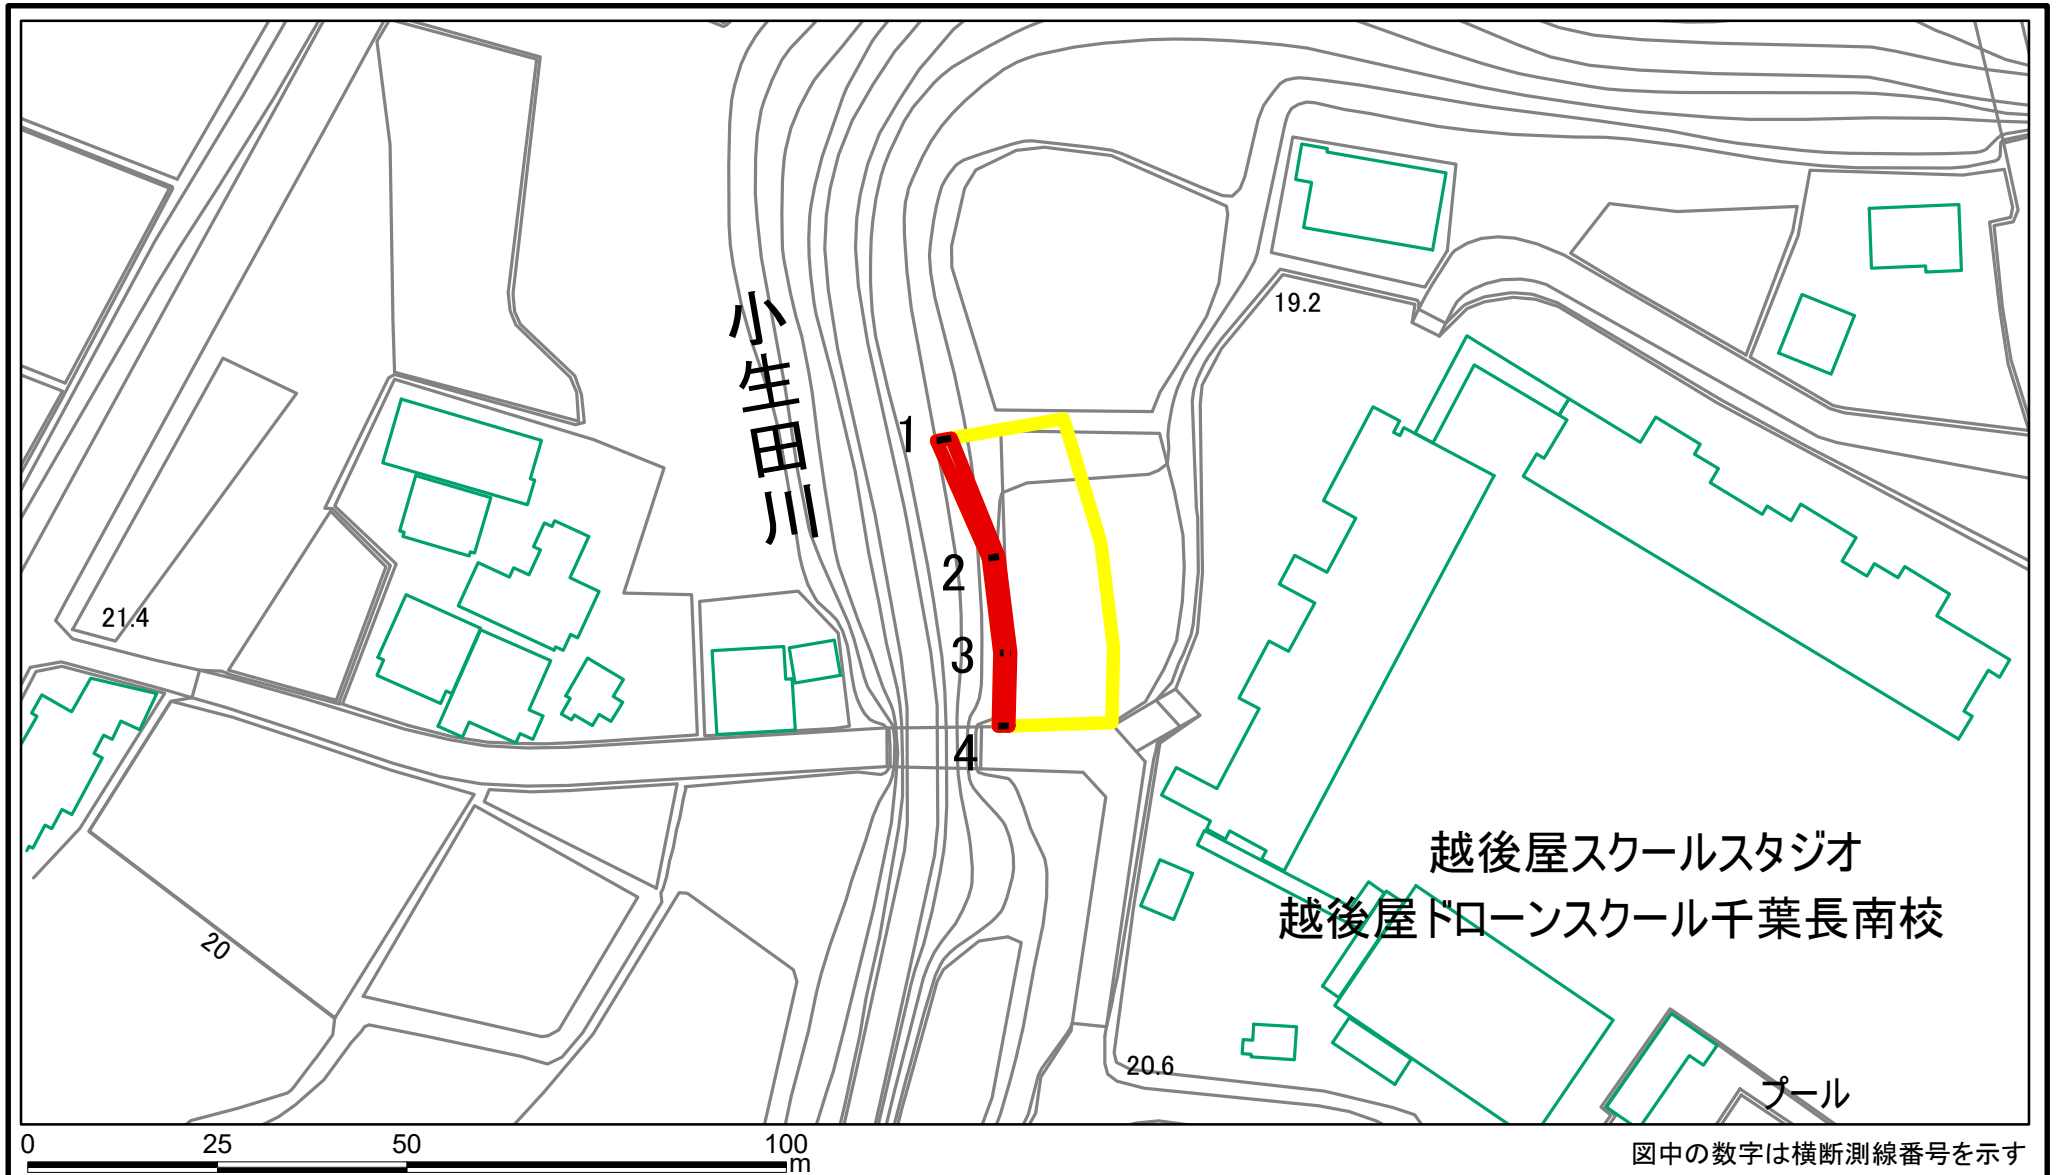 19.2
小生田川
1
2
3
4
21.4
越後屋スクールスタジオ
越後屋ドローンスクール千葉長南校
20
20.6
プール
0 25 50 100
m
図中の数字は横断測線番号を示す